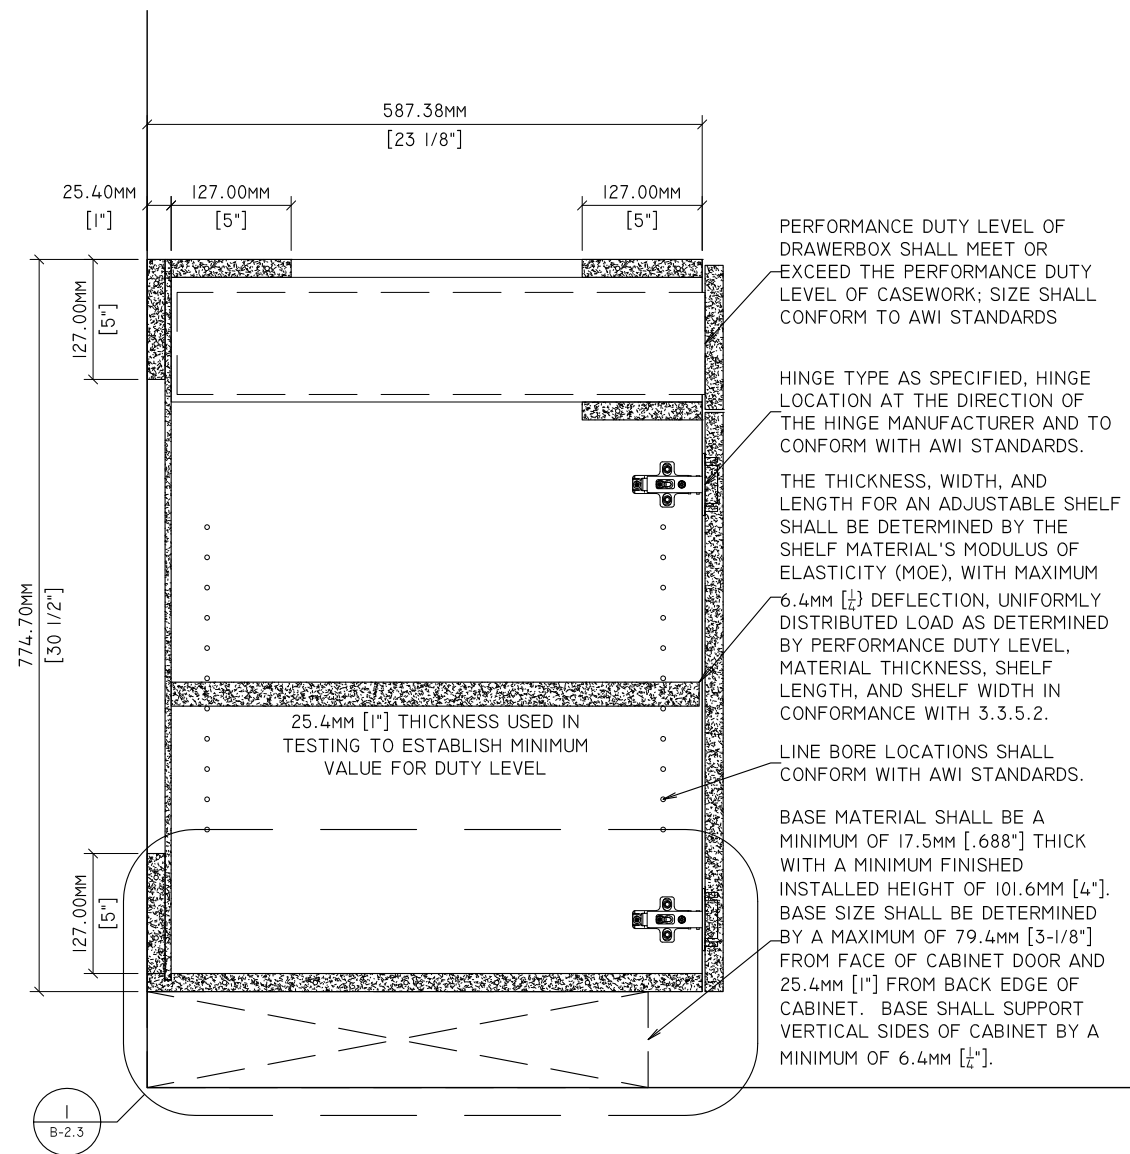 587.38MM
[23 1/8"]
25.40MM
[1"]
127.00MM
[5"]
127.00MM
[5"]
127.00MM
[5"]
774.70MM
[30 1/2"]
127.00MM
[5"]
25.4MM [1"] THICKNESS USED IN
TESTING TO ESTABLISH MINIMUM
VALUE FOR DUTY LEVEL
PERFORMANCE DUTY LEVEL OF
DRAWERBOX SHALL MEET OR
EXCEED THE PERFORMANCE DUTY
LEVEL OF CASEWORK; SIZE SHALL
CONFORM TO AWI STANDARDS
HINGE TYPE AS SPECIFIED, HINGE
LOCATION AT THE DIRECTION OF
THE HINGE MANUFACTURER AND TO
CONFORM WITH AWI STANDARDS.
THE THICKNESS, WIDTH, AND
LENGTH FOR AN ADJUSTABLE SHELF
SHALL BE DETERMINED BY THE
SHELF MATERIAL'S MODULUS OF
ELASTICITY (MOE), WITH MAXIMUM
6.4MM [1/4} DEFLECTION, UNIFORMLY
DISTRIBUTED LOAD AS DETERMINED
BY PERFORMANCE DUTY LEVEL,
MATERIAL THICKNESS, SHELF
LENGTH, AND SHELF WIDTH IN
CONFORMANCE WITH 3.3.5.2.
LINE BORE LOCATIONS SHALL
CONFORM WITH AWI STANDARDS.
BASE MATERIAL SHALL BE A
MINIMUM OF 17.5MM [.688"] THICK
WITH A MINIMUM FINISHED
INSTALLED HEIGHT OF 101.6MM [4"].
BASE SIZE SHALL BE DETERMINED
BY A MAXIMUM OF 79.4MM [3-1/8"]
FROM FACE OF CABINET DOOR AND
25.4MM [1"] FROM BACK EDGE OF
CABINET. BASE SHALL SUPPORT
VERTICAL SIDES OF CABINET BY A
MINIMUM OF 6.4MM [1/4"].
1
B-2.3